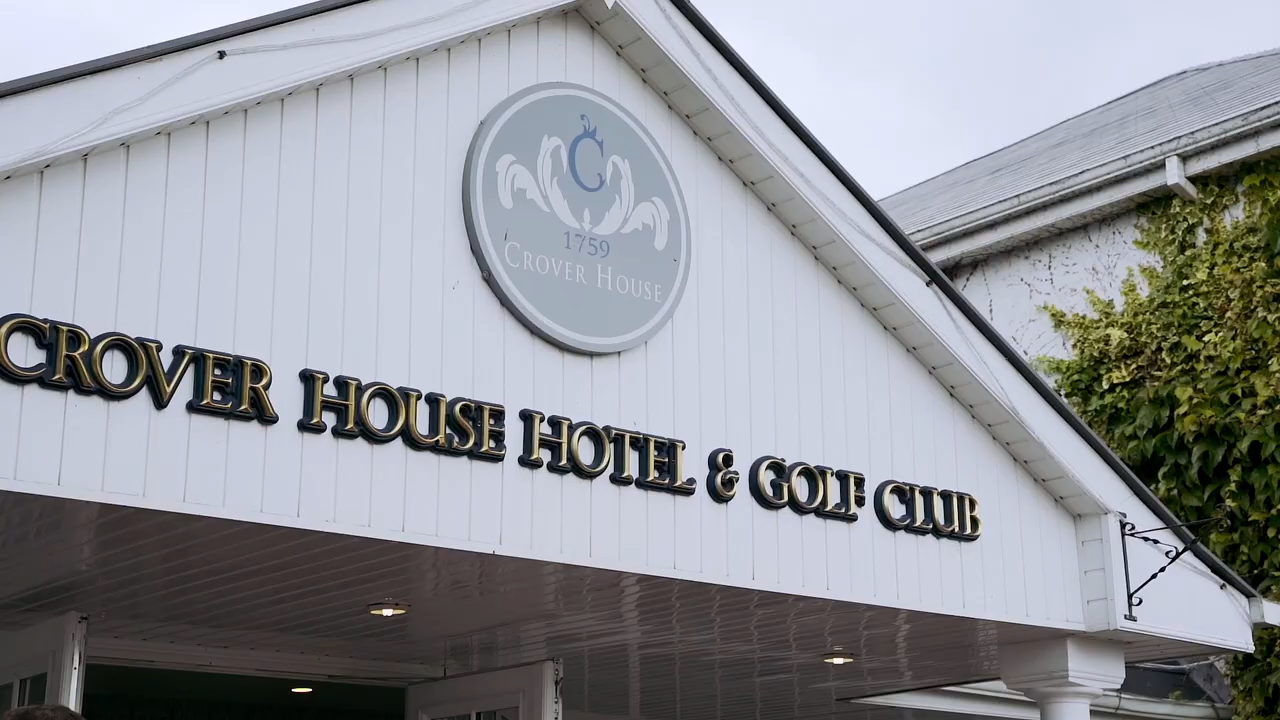 C
1759
CROVER HOUSE
CROVER HOUSE HOTEL & GOLF CLUB